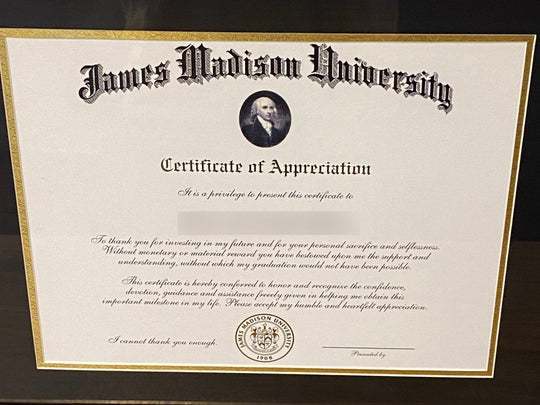 James Madison University
Certificate of Appreciation
It is a privilege to present this certificate to
To thank you for investing in my future and for your personal sacrifice and selflessness.
Without monetary or material reward you have bestowed upon me the support and
understanding, without which my graduation would not have been possible.
This certificate is hereby conferred to honor and recognize the confidence,
devotion, guidance and assistance freely given in helping me obtain this
important milestone in my life. Please accept my humble and heartfelt appreciation.
I cannot thank you enough.
JAMES MADISON UNIVERSITY
1908
Presented by